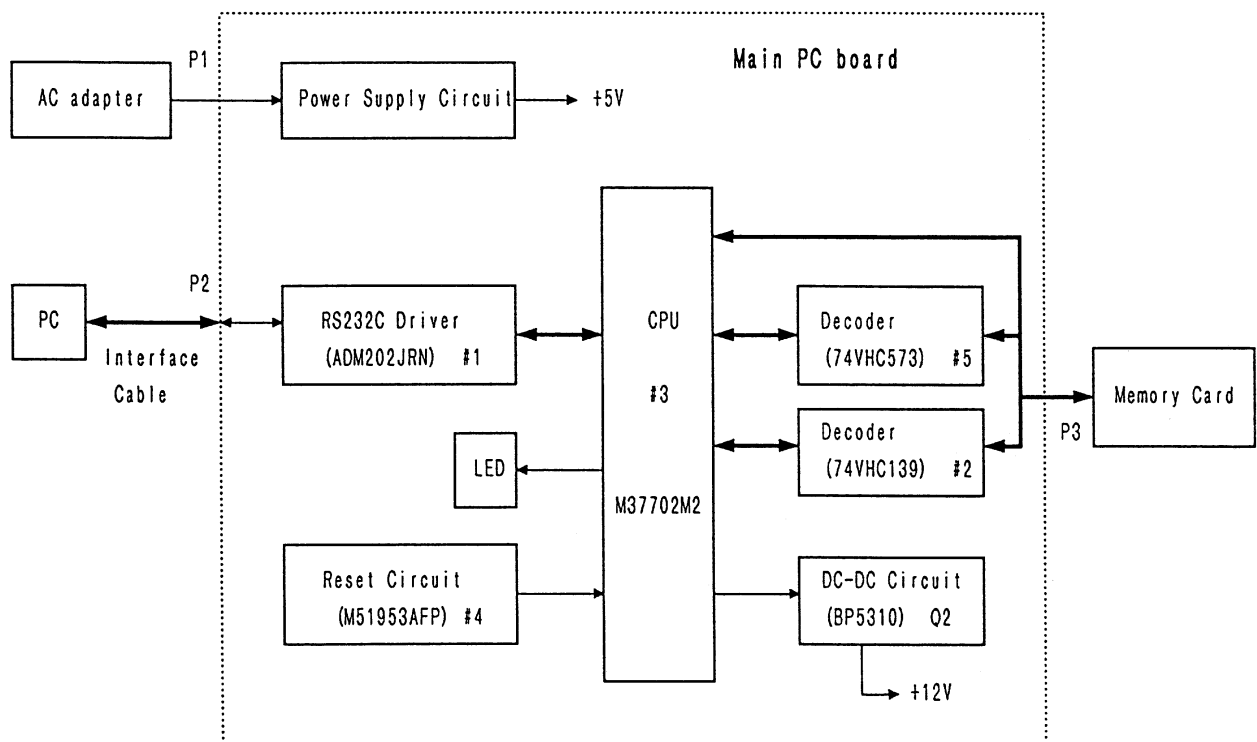 Main PC board
P1
AC adapter
Power Supply Circuit
+5V
P2
PC
Interface
Cable
RS232C Driver
(ADM202JRN) #1
CPU
#3
M37702M2
Decoder
(74VHC573) #5
Decoder
(74VHC139) #2
P3
Memory Card
LED
Reset Circuit
(M51953AFP) #4
DC-DC Circuit
(BP5310) Q2
+12V